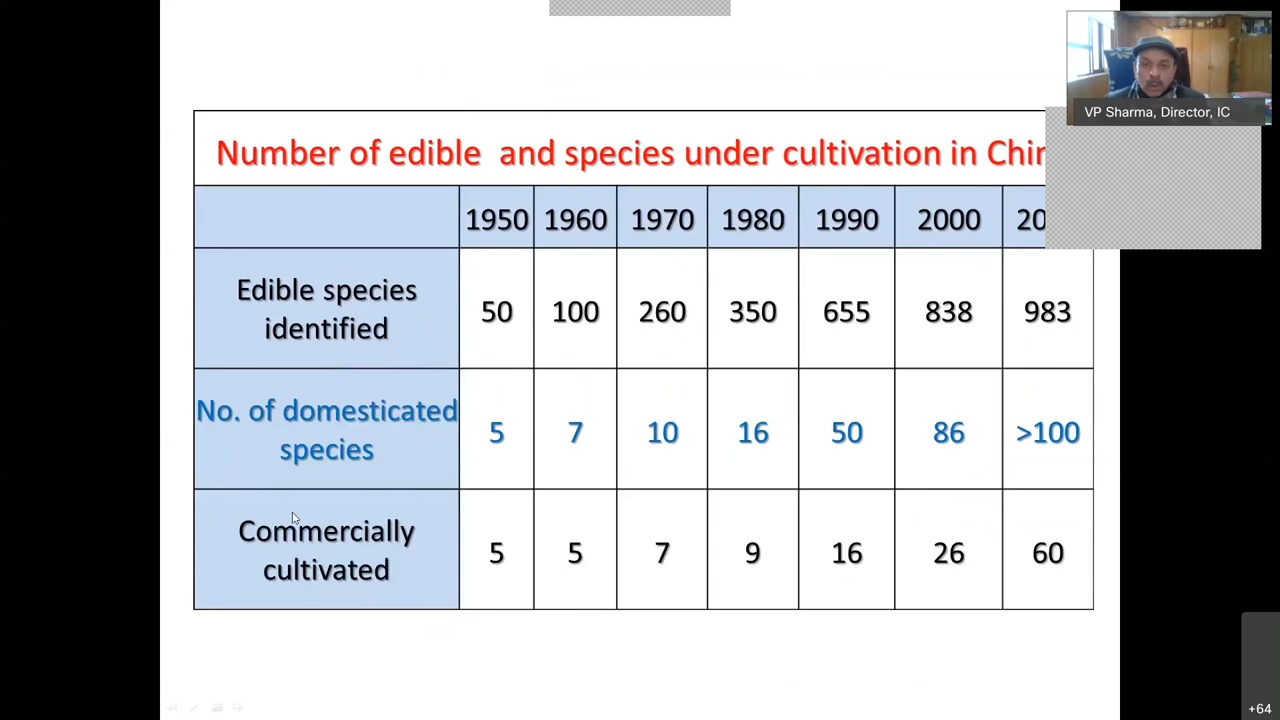 VP Sharma, Director, IC
Number of edible and species under cultivation in
1950 1960 1970 1980 1990 2000
Edible species
identified
50 100 260 350 655 838 983
No. of domesticated
species
5 7 10 16 50 86 >100
Commercially
cultivated
5 5 7 9 16 26 60
+64